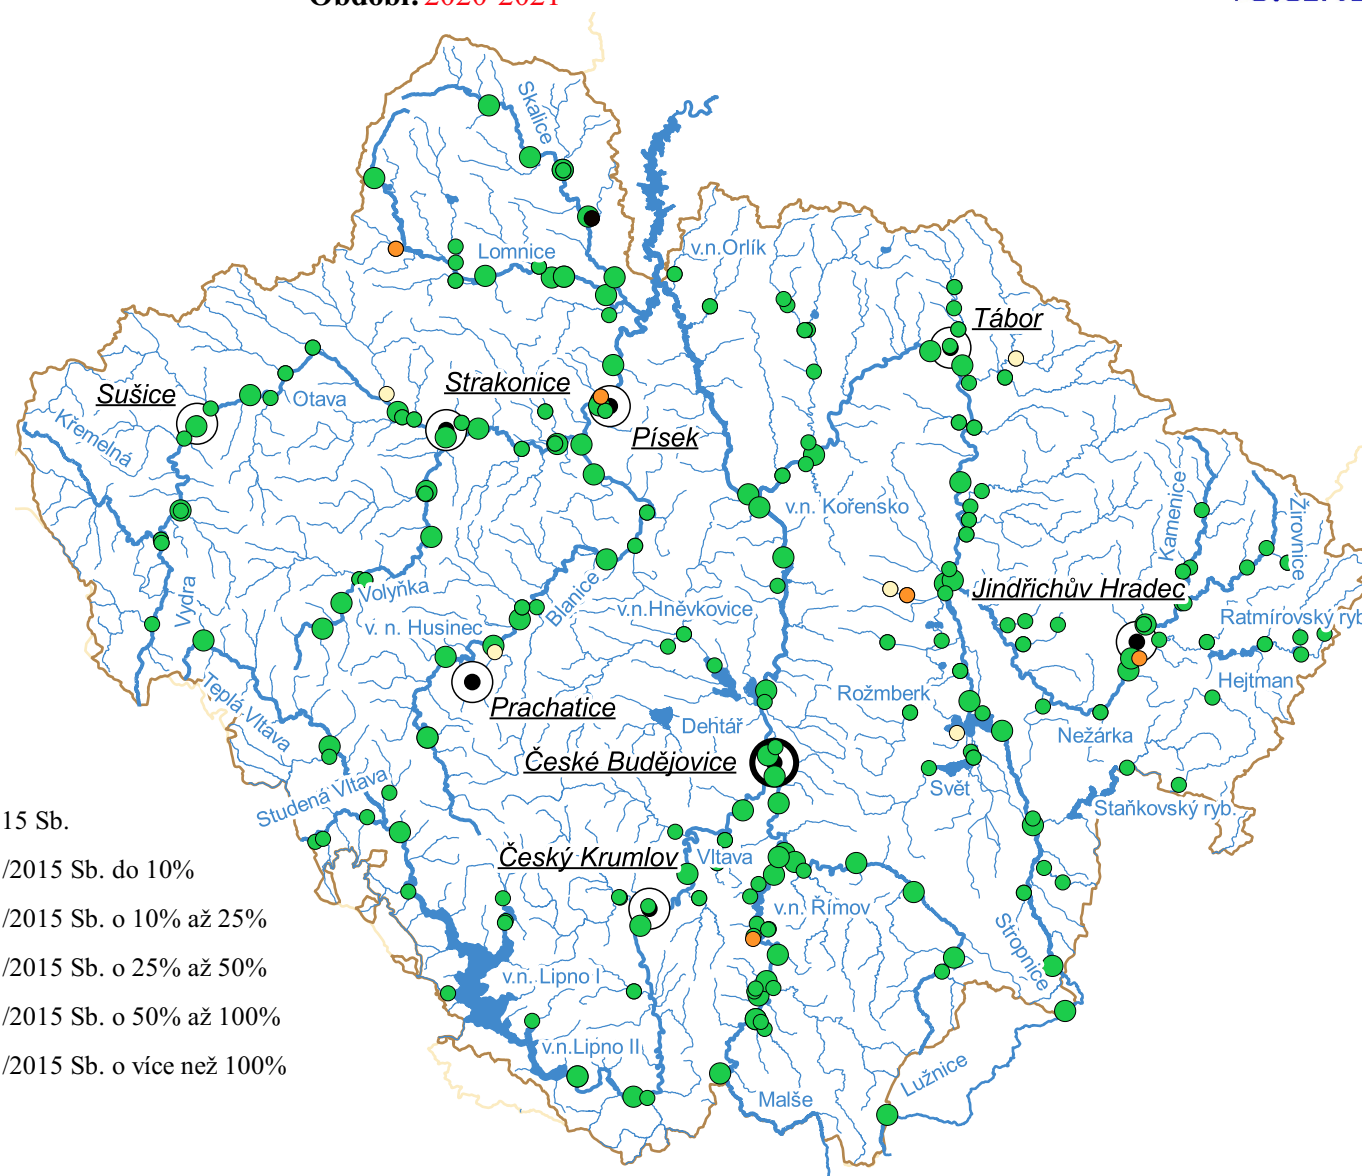 Období: 2020-2021
Skalice
Lomnice
v.n.Orlík
Tábor
Sušice
Strakonice
Otava
Písek
Křemelná
v.n. Kořensko
Kamenice
Žirovnice
Vydra
Volyňka
Blanice
v.n.Hněvkovice
Jindřichův Hradec
v. n. Husinec
Ratmírovský ryb
Hejtman
Teplá Vltava
Prachatice
Rožmberk
Dehtář
Nežárka
České Budějovice
Svět
Studená Vltava
Staňkovský ryb.
15 Sb.
/2015 Sb. do 10%
Český Krumlov
Vltava
/2015 Sb. o 10% až 25%
v.n. Římov
Stropnice
/2015 Sb. o 25% až 50%
v.n. Lipno I
/2015 Sb. o 50% až 100%
v.n.Lipno II
/2015 Sb. o více než 100%
Lužnice
Malše